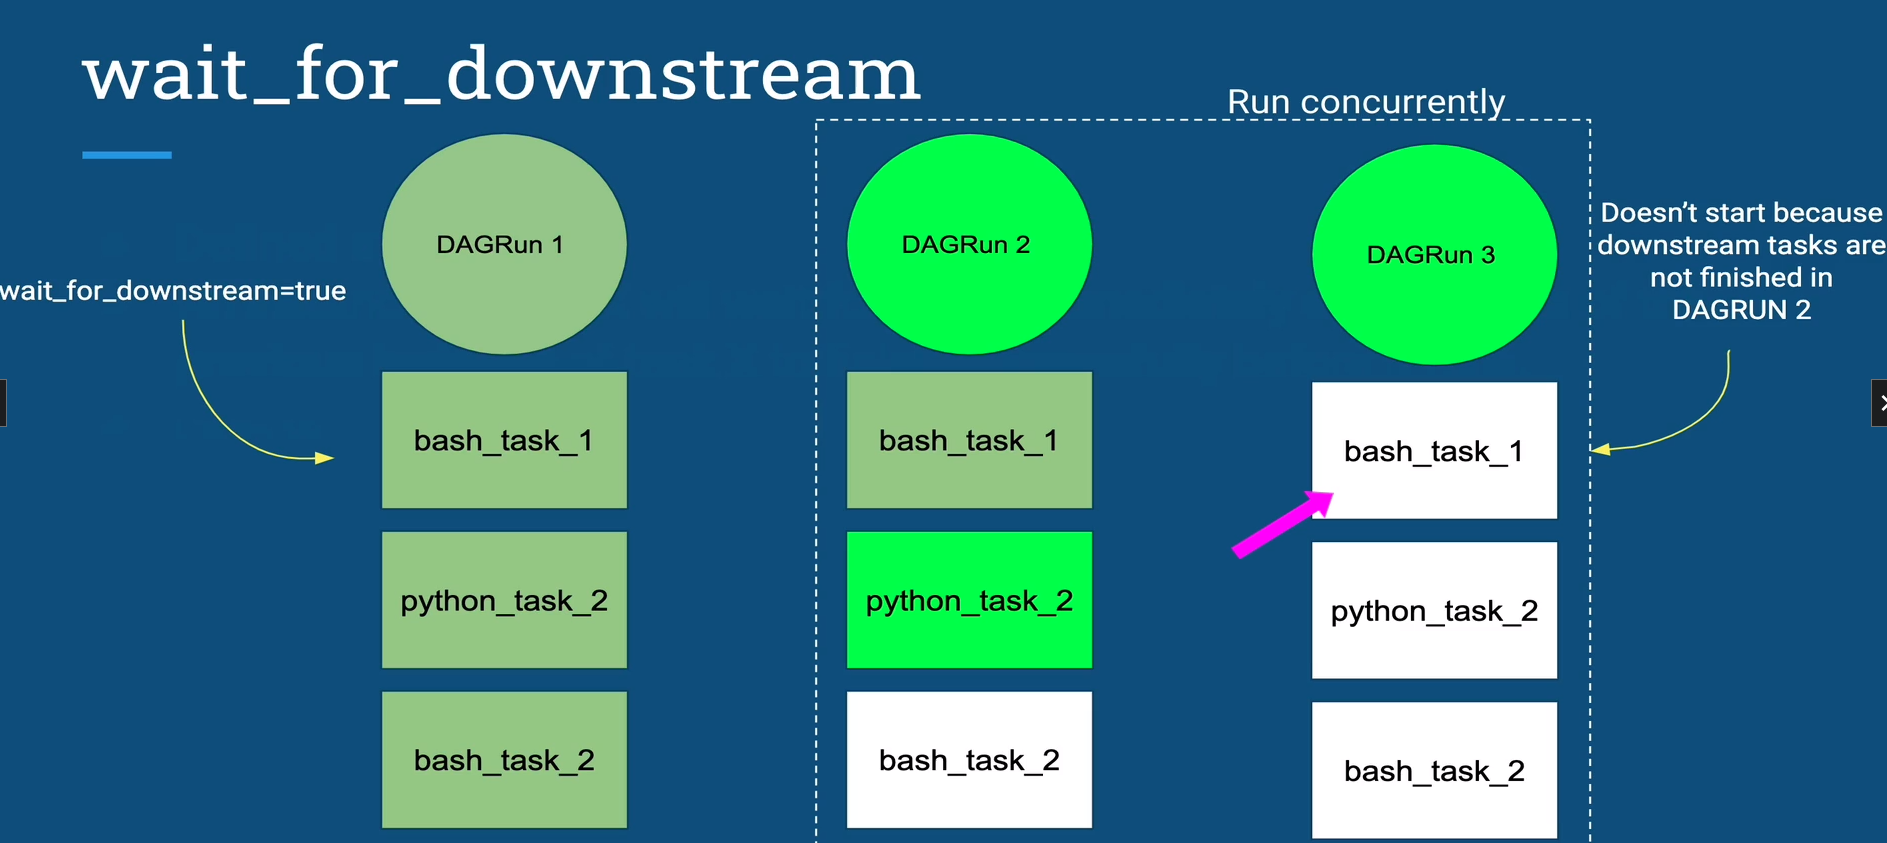 wait_for_downstream
Run concurrently
wait_for_downstream=true
DAGRun 1
bash_task_1
python_task_2
bash_task_2
DAGRun 2
bash_task_1
python_task_2
bash_task_2
DAGRun 3
bash_task_1
python_task_2
bash_task_2
Doesn’t start because
downstream tasks are
not finished in
DAGRUN 2